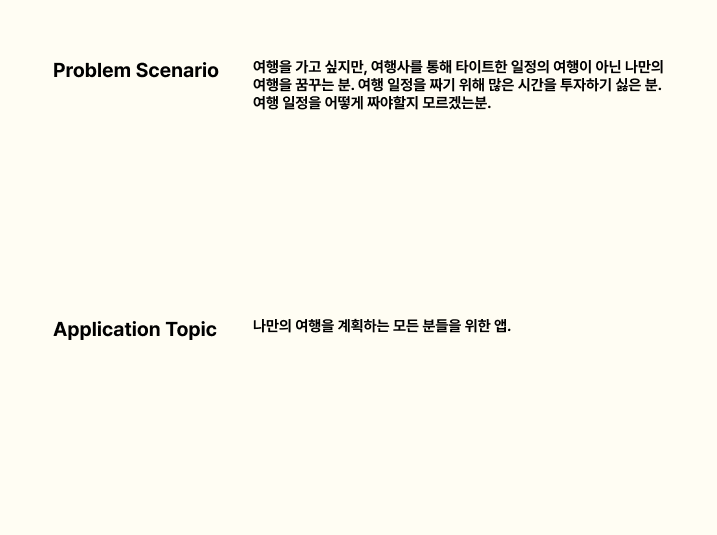 Problem Scenario
여행을 가고 싶지만, 여행사를 통해 타이트한 일정의 여행이 아닌 나만의
여행을 꿈꾸는 분. 여행 일정을 짜기 위해 많은 시간을 투자하기 싫은 분.
여행 일정을 어떻게 짜야할지 모르겠는분.
Application Topic
나만의 여행을 계획하는 모든 분들을 위한 앱.